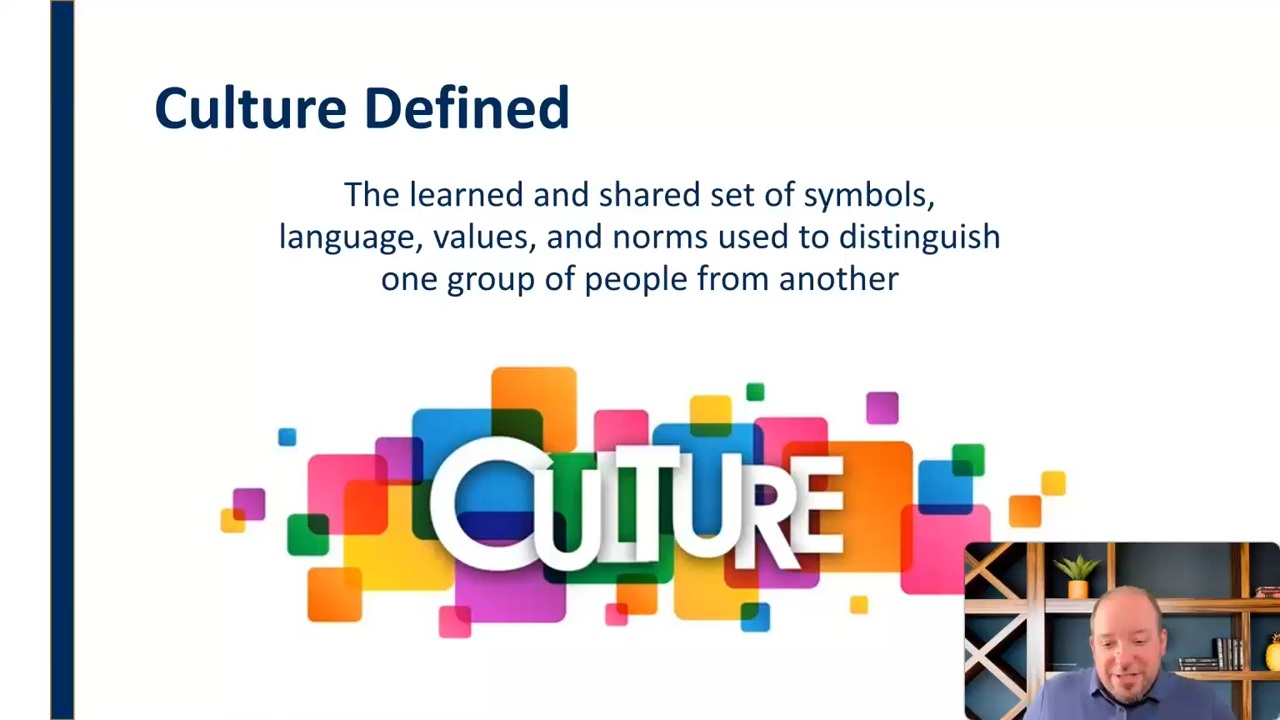 Culture Defined
The learned and shared set of symbols,
language, values, and norms used to distinguish
one group of people from another
CULTURE